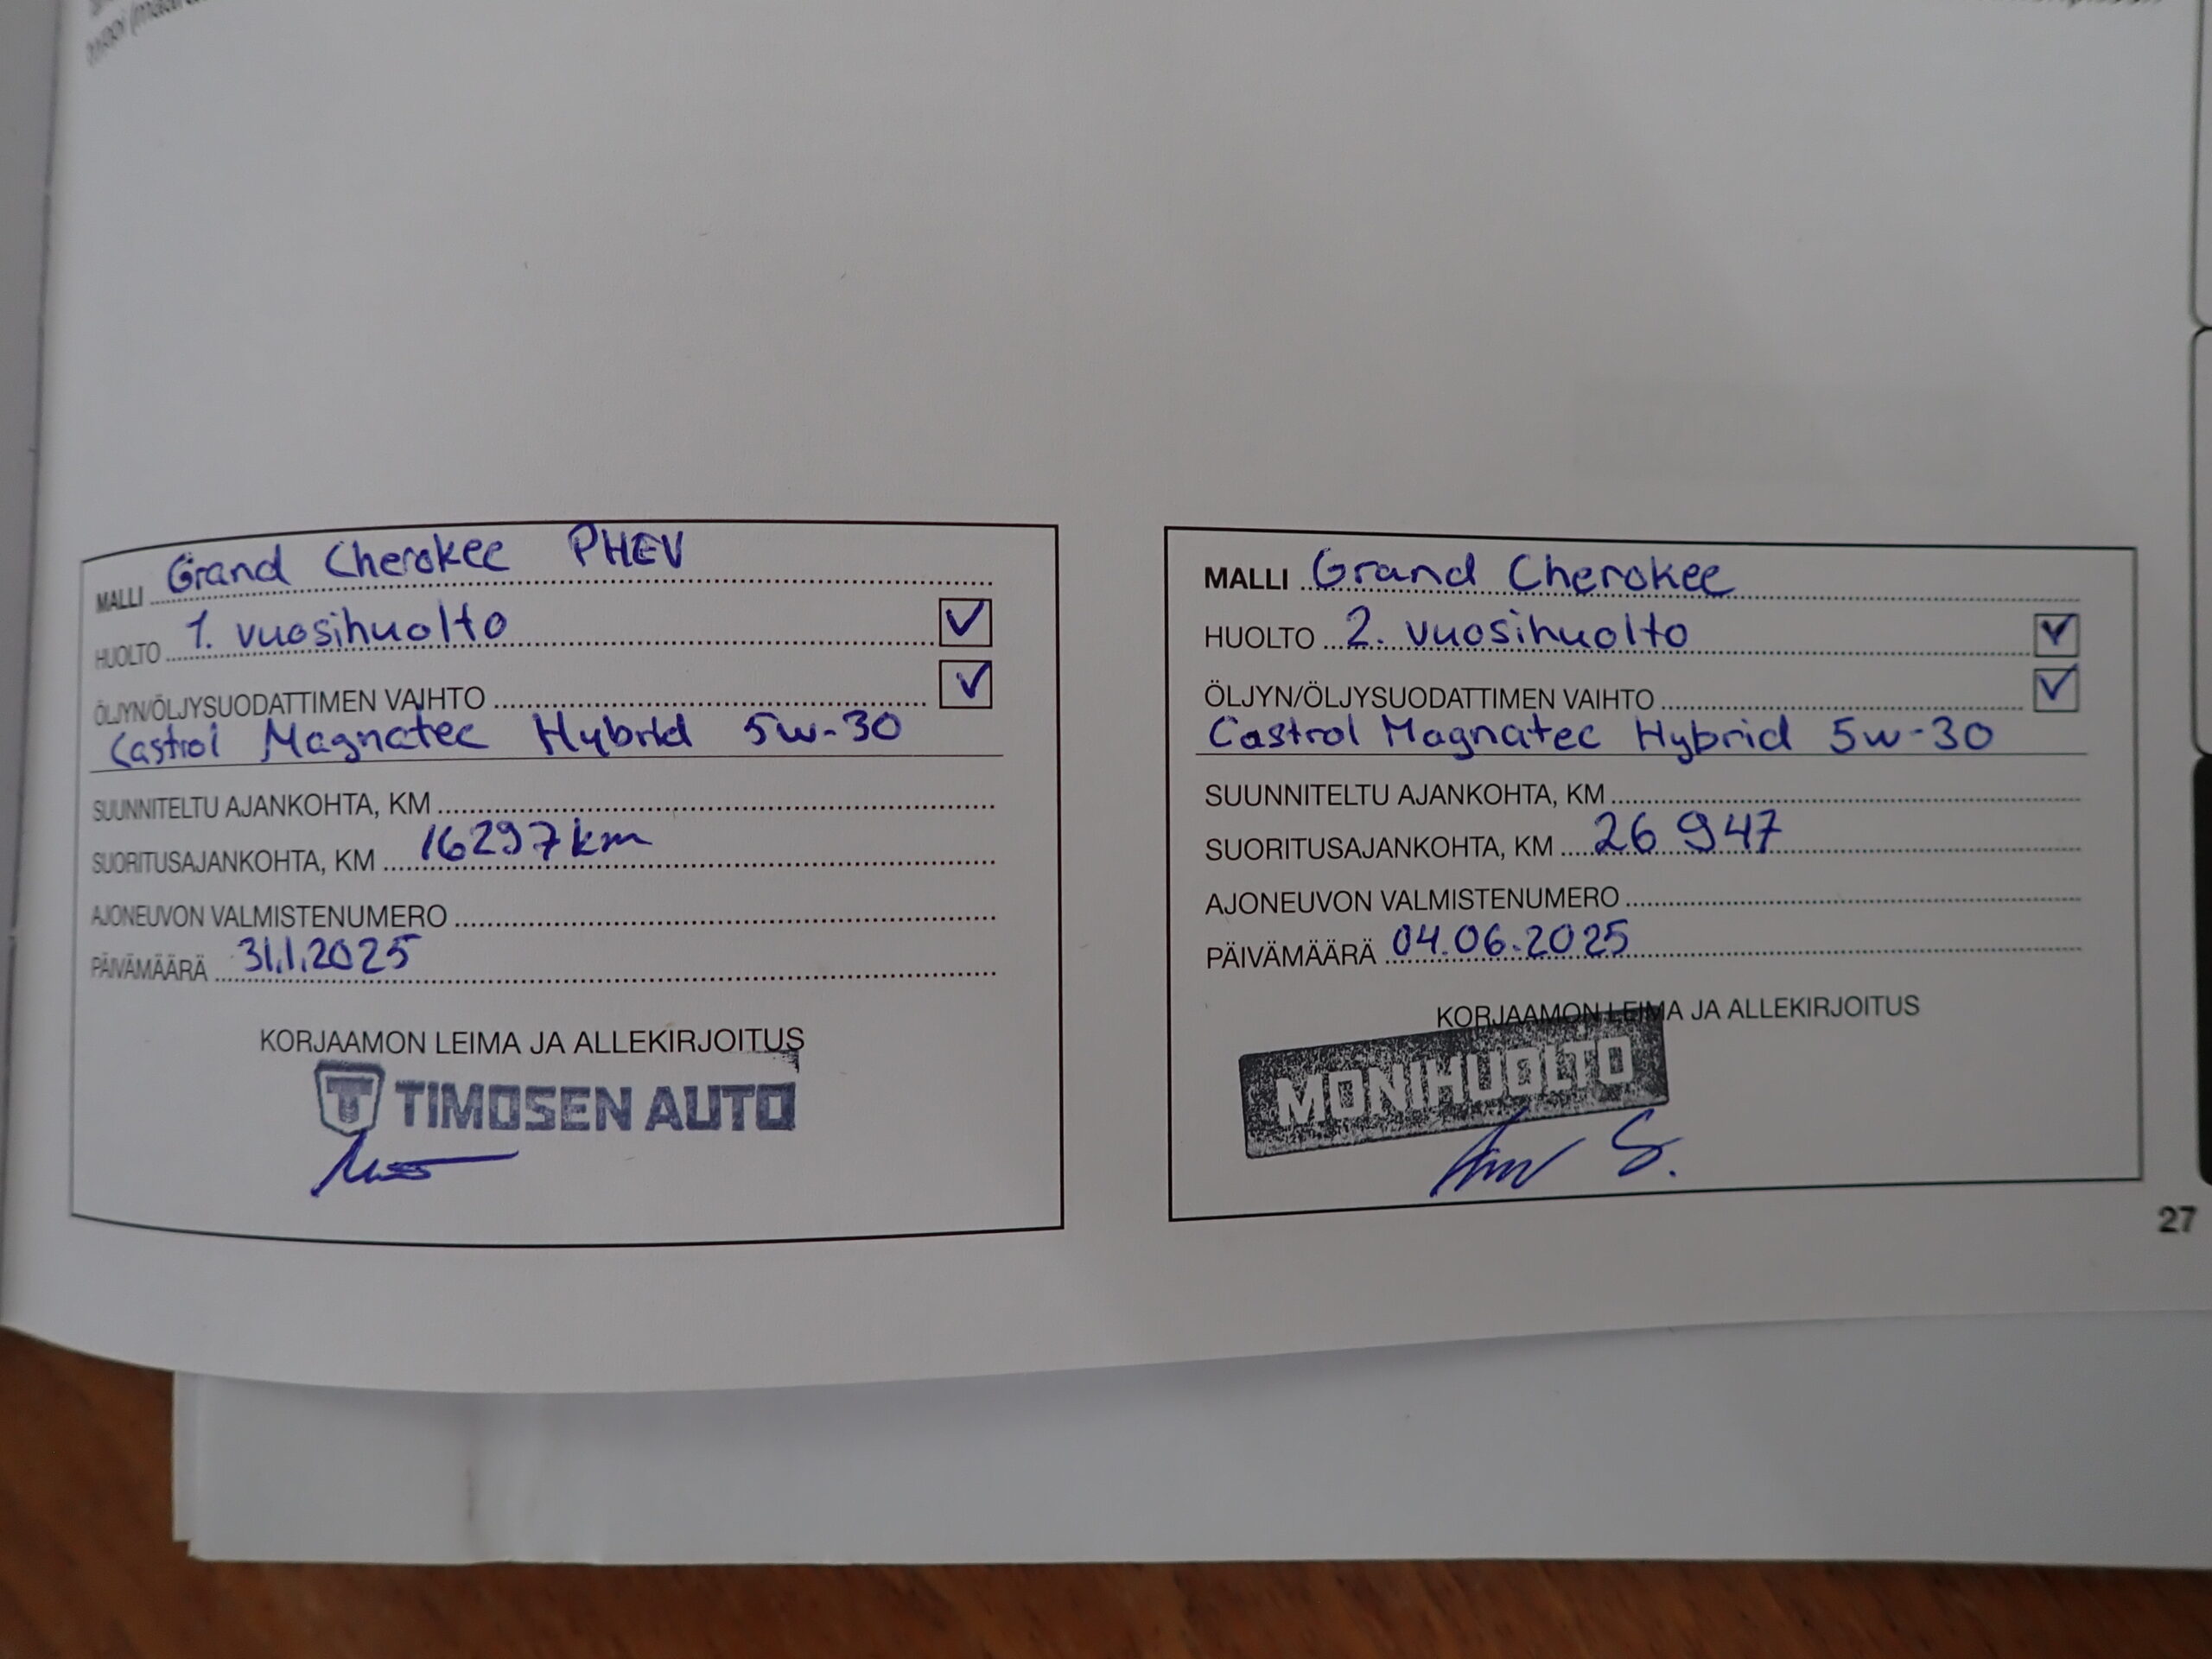 MALLI Grand Cherokee PHEV
HUOLTO 1. vuosihuolto
ÖLJYN/ÖLJYSUODATTIMEN VAIHTO
Castrol Magnatec Hybrid 5w-30
SUUNNITELTU AJANKOHTA, KM
SUORITUSAJANKOHTA, KM 16297km
AJONEUVON VALMISTENUMERO
PÄIVÄMÄÄRÄ 31.1.2025
KORJAAMON LEIMA JA ALLEKIRJOITUS
T TIMOSEN AUTO
MALLI Grand Cherokee
HUOLTO 2. vuosihuolto
ÖLJYN/ÖLJYSUODATTIMEN VAIHTO
Castrol Magnatec Hybrid 5w-30
SUUNNITELTU AJANKOHTA, KM
SUORITUSAJANKOHTA, KM 26 947
AJONEUVON VALMISTENUMERO
PÄIVÄMÄÄRÄ 04.06.2025
KORJAAMON LEIMA JA ALLEKIRJOITUS
MONIHUOLTO
27